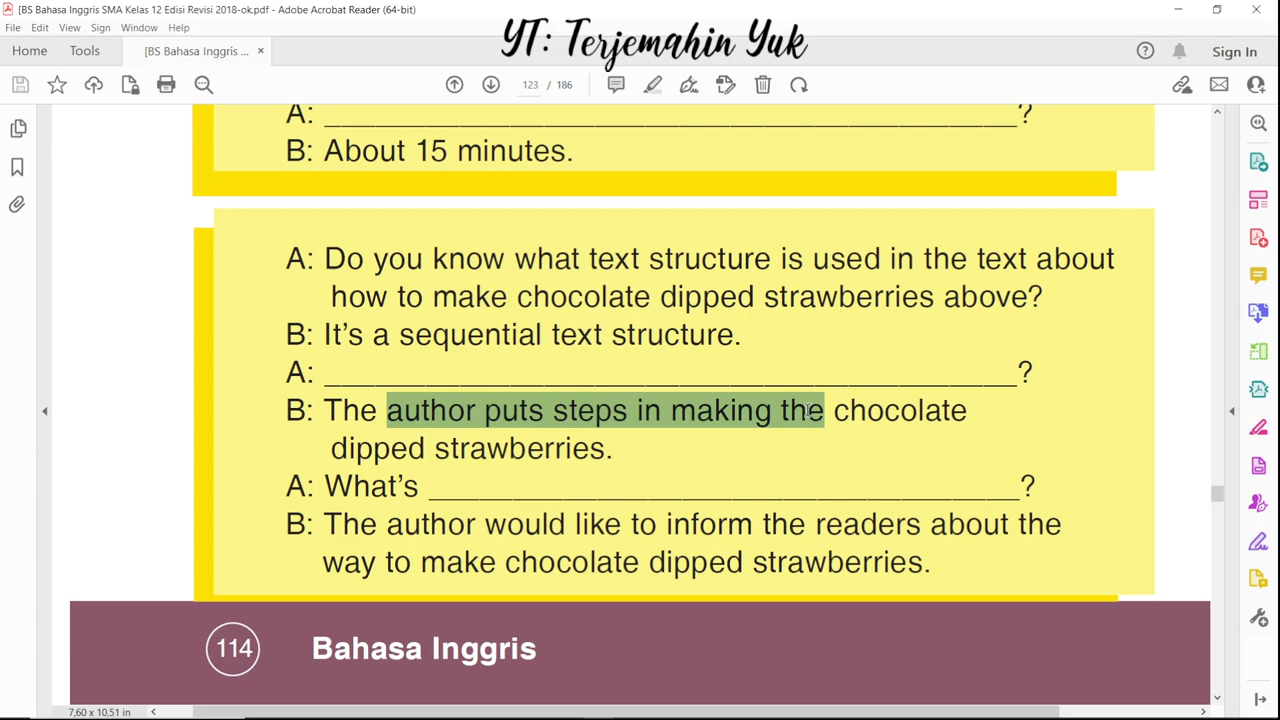 [BS Bahasa Inggris SMA Kelas 12 Edisi Revisi 2018-ok.pdf - Adobe Acrobat Reader (64-bit)
File Edit View Sign Window Help
YT: Terjemahin Yuk
Home Tools [BS Bahasa Inggris ... × Sign In
123 / 186
A: ________________________________________?
B: About 15 minutes.
A: Do you know what text structure is used in the text about
how to make chocolate dipped strawberries above?
B: It’s a sequential text structure.
A: ________________________________________?
B: The author puts steps in making the chocolate
dipped strawberries.
A: What’s __________________________________?
B: The author would like to inform the readers about the
way to make chocolate dipped strawberries.
114 Bahasa Inggris
7,60 x 10,51 in